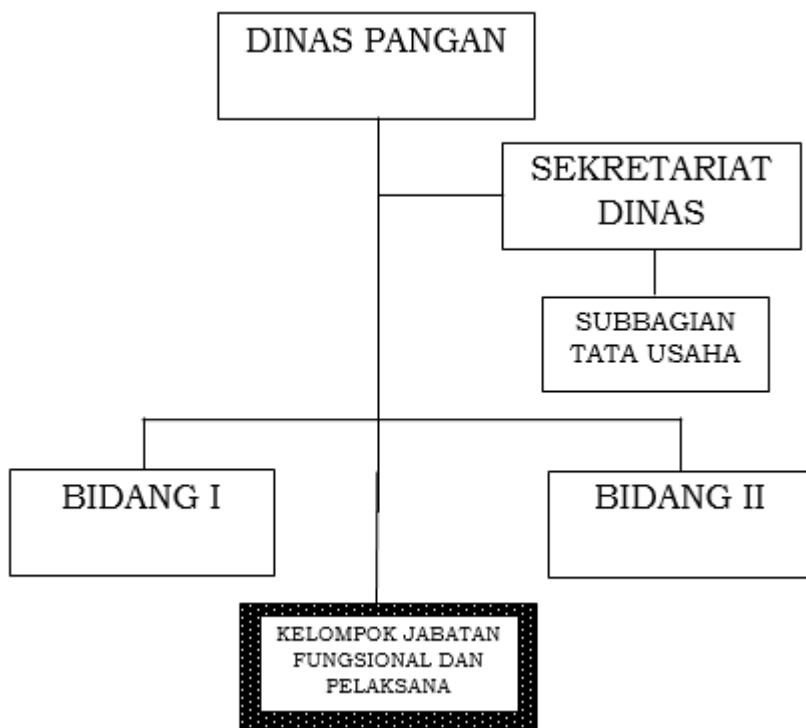 DINAS PANGAN
SEKRETARIAT
DINAS
SUBBAGIAN
TATA USAHA
BIDANG I
BIDANG II
KELOMPOK JABATAN
FUNGSIONAL DAN
PELAKSANA